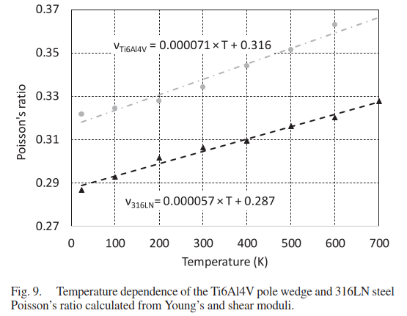 0.37
0.35
0.33
0.31
0.29
0.27
Poisson's ratio
νTi6Al4V = 0.000071 × T + 0.316
ν316LN = 0.000057 × T + 0.287
0 100 200 300 400 500 600 700
Temperature (K)
Fig. 9. Temperature dependence of the Ti6Al4V pole wedge and 316LN steel
Poisson's ratio calculated from Young's and shear moduli.